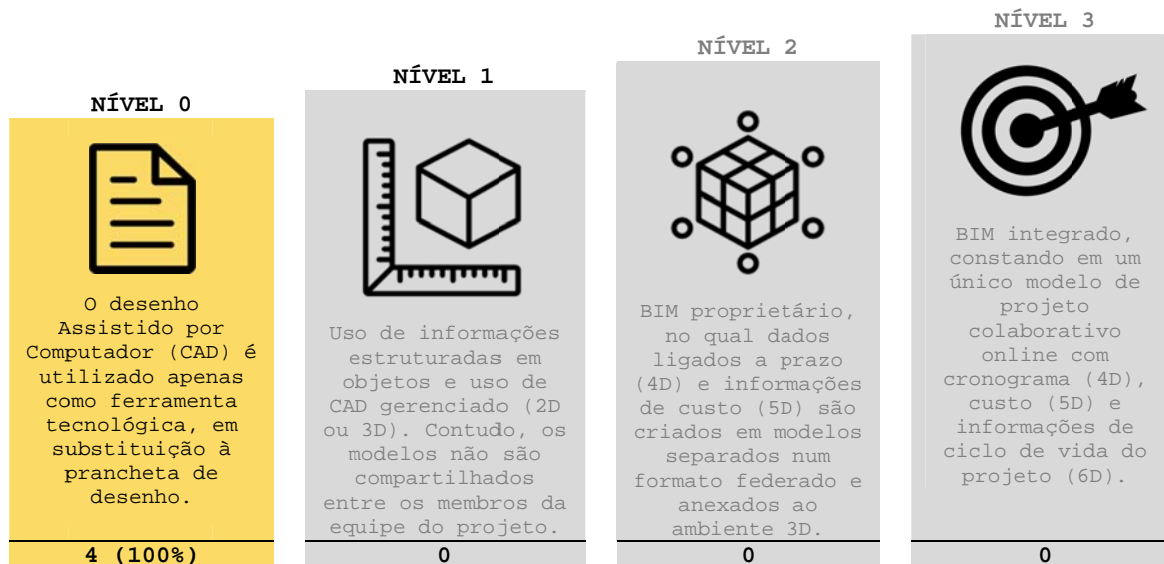 NÍVEL 0
O desenho
Assistido por
Computador (CAD) é
utilizado apenas
como ferramenta
tecnológica, em
substituição à
prancheta de
desenho.
4 (100%)
NÍVEL 1
Uso de informações
estruturadas em
objetos e uso de
CAD gerenciado (2D
ou 3D). Contudo, os
modelos não são
compartilhados
entre os membros da
equipe do projeto.
0
NÍVEL 2
BIM proprietário,
no qual dados
ligados a prazo
(4D) e informações
de custo (5D) são
criados em modelos
separados num
formato federado e
anexados ao
ambiente 3D.
0
NÍVEL 3
BIM integrado,
constando em um
único modelo de
projeto
colaborativo
online com
cronograma (4D),
custo (5D) e
informações de
ciclo de vida do
projeto (6D).
0